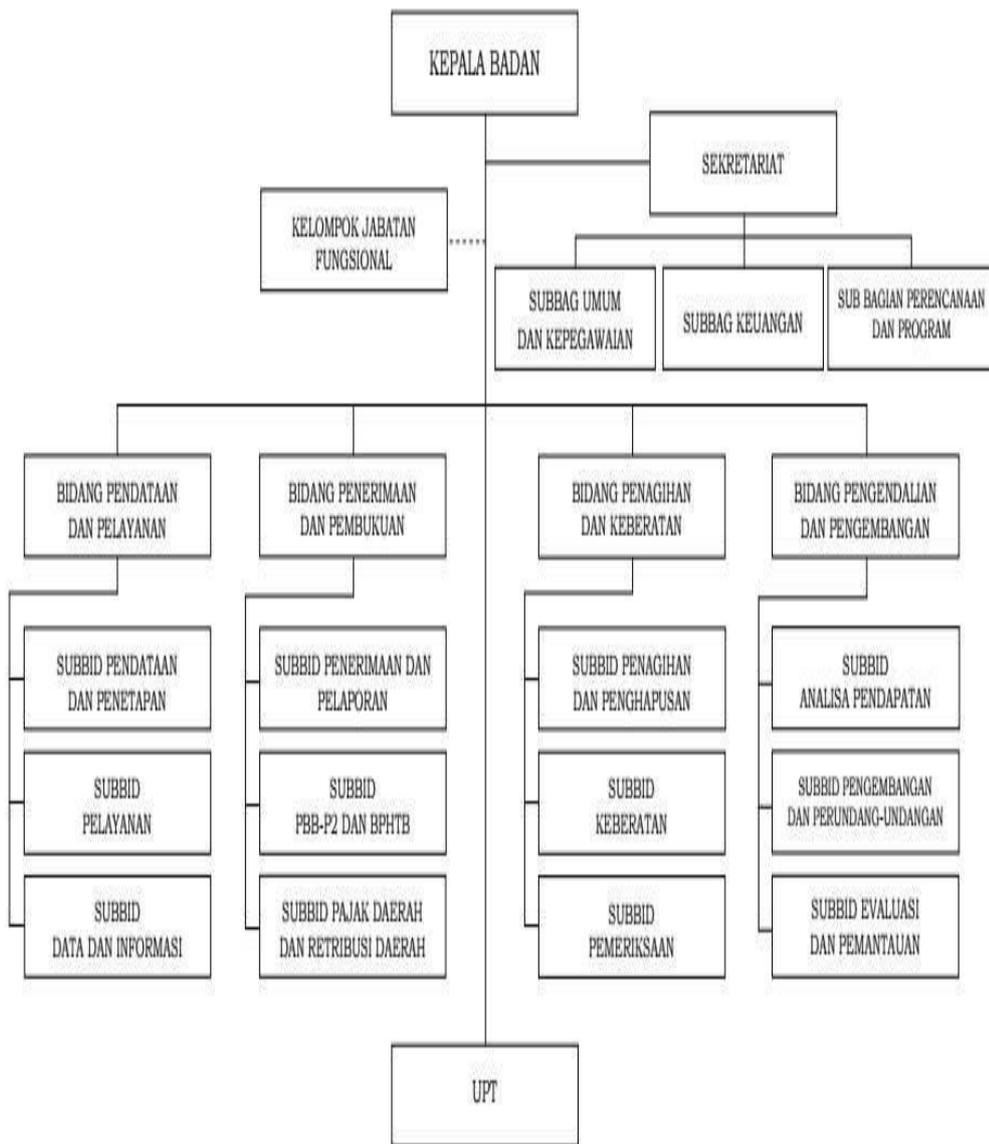 KEPALA BADAN
SEKRETARIAT
KELOMPOK JABATAN
FUNGSIONAL
SUBBAG UMUM
DAN KEPEGAWAIAN
SUBBAG KEUANGAN
SUB BAGIAN PERENCANAAN
DAN PROGRAM
BIDANG PENDATAAN
DAN PELAYANAN
BIDANG PENERIMAAN
DAN PEMBUKUAN
BIDANG PENAGIHAN
DAN KEBERATAN
BIDANG PENGENDALIAN
DAN PENGEMBANGAN
SUBBID PENDATAAN
DAN PENETAPAN
SUBBID PENERIMAAN DAN
PELAPORAN
SUBBID PENAGIHAN
DAN PENGHAPUSAN
SUBBID
ANALISA PENDAPATAN
SUBBID
PELAYANAN
SUBBID
PBB-P2 DAN BPHTB
SUBBID
KEBERATAN
SUBBID PENGEMBANGAN
DAN PERUNDANG-UNDANGAN
SUBBID
DATA DAN INFORMASI
SUBBID PAJAK DAERAH
DAN RETRIBUSI DAERAH
SUBBID
PEMERIKSAAN
SUBBID EVALUASI
DAN PEMANTAUAN
UPT